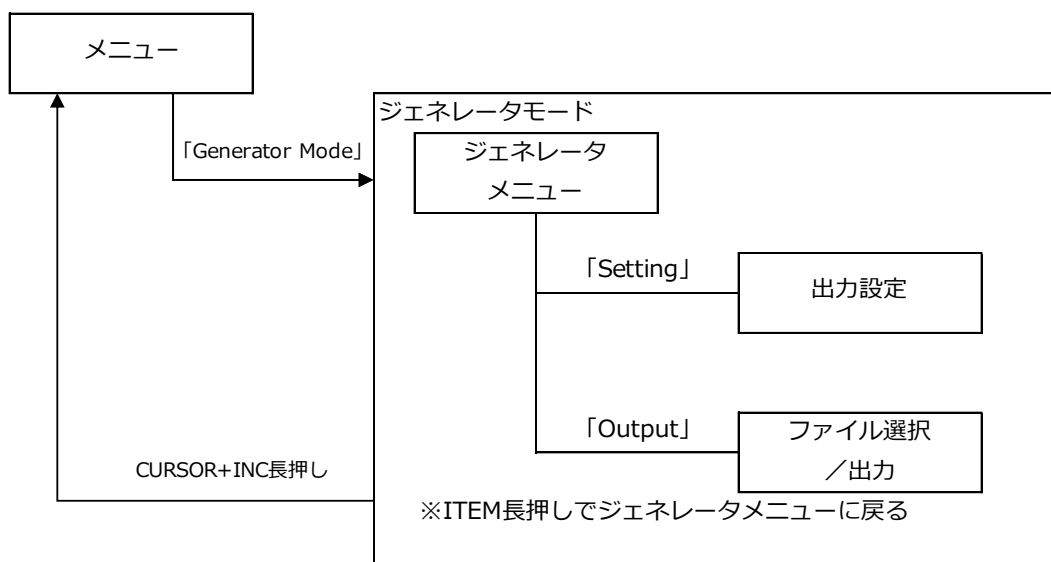 メニュー
「Generator Mode」
ジェネレータモード
ジェネレータ
メニュー
「Setting」
出力設定
「Output」
ファイル選択
／出力
CURSOR+INC長押し
※ITEM長押しでジェネレータメニューに戻る